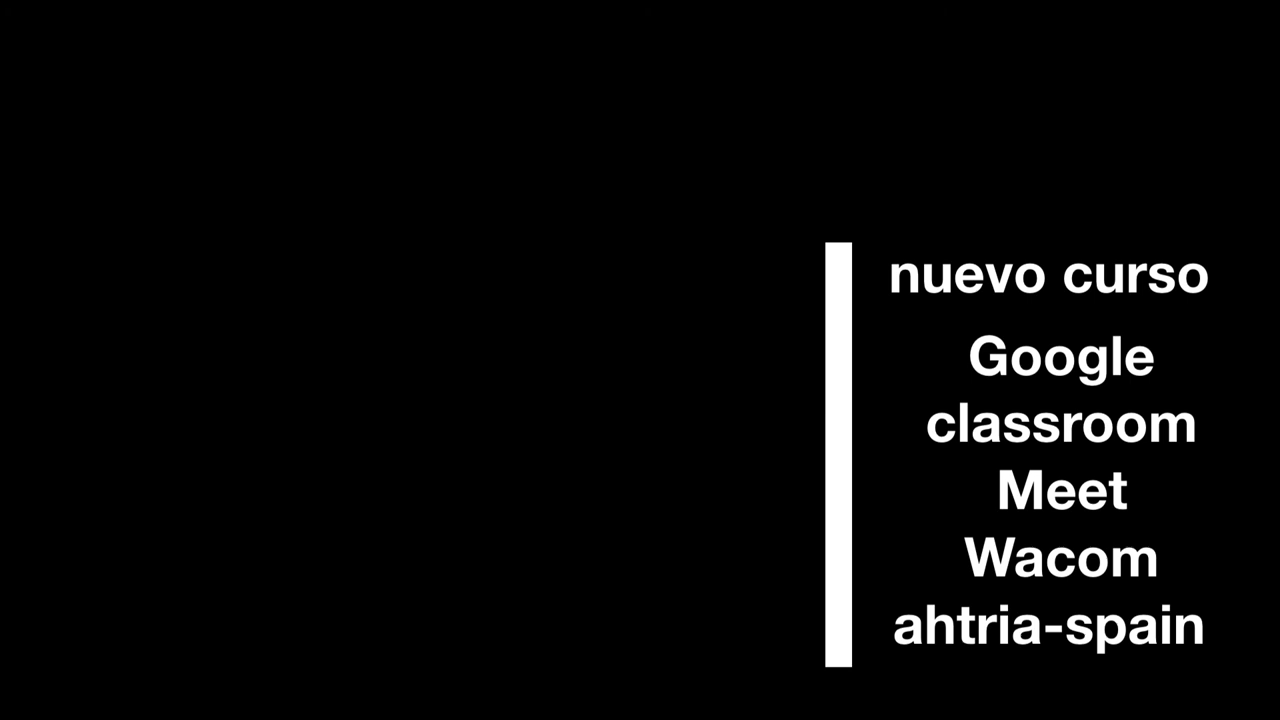 nuevo curso
Google
classroom
Meet
Wacom
ahtria-spain